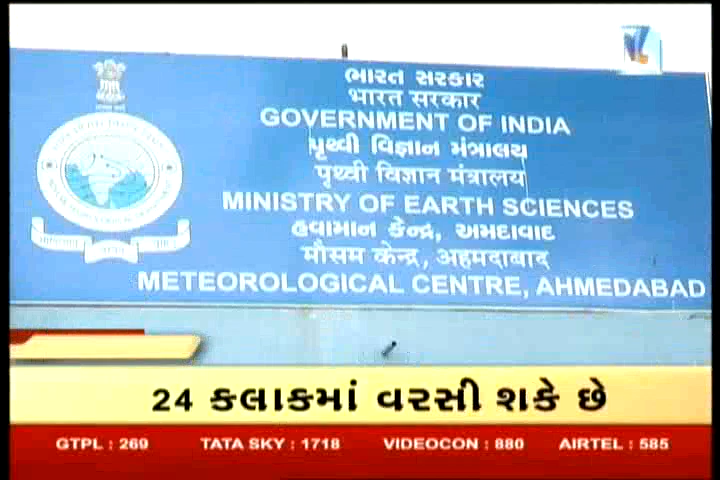 ભારત સરકાર
भारत सरकार
GOVERNMENT OF INDIA
પૃથ્વી વિજ્ઞાન મંત્રાલય
पृथ्वी विज्ञान मंत्रालय
MINISTRY OF EARTH SCIENCES
હવામાન કેન્દ્ર, અમદાવાદ
मौसम केन्द्र, अहमदाबाद
METEOROLOGICAL CENTRE, AHMEDABAD
24 કલાકમાં વરસી શકે છે
GTPL : 269 TATA SKY : 1718 VIDEOCON : 880 AIRTEL : 585